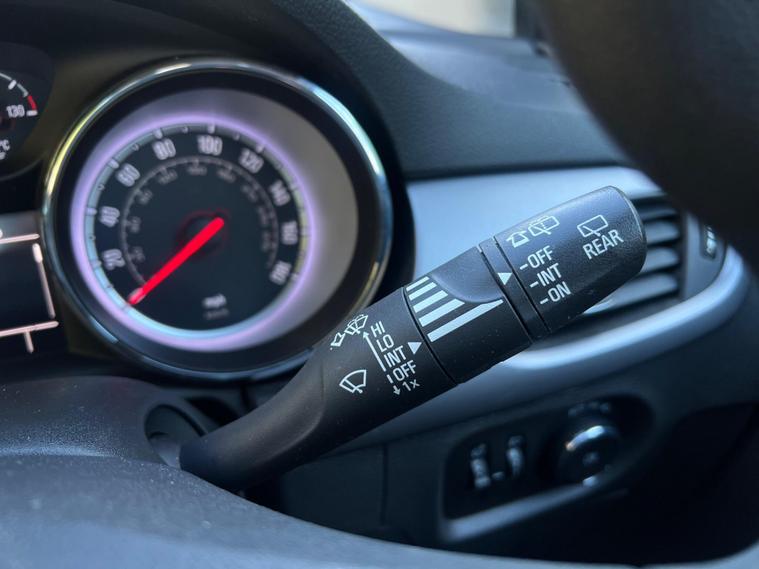 130
°C
20
40
60
80
100
120
140
160
180
mph
HI
LO
INT
OFF
1x
-OFF
-INT
-ON
REAR